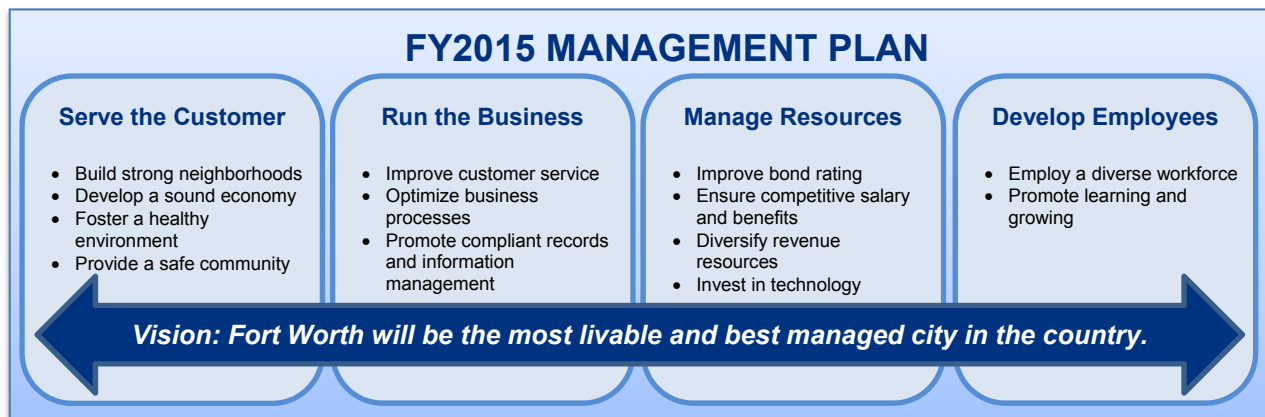 FY2015 MANAGEMENT PLAN
Serve the Customer
• Build strong neighborhoods
• Develop a sound economy
• Foster a healthy
environment
• Provide a safe community
Run the Business
• Improve customer service
• Optimize business
processes
• Promote compliant records
and information
management
Manage Resources
• Improve bond rating
• Ensure competitive salary
and benefits
• Diversify revenue
resources
• Invest in technology
Develop Employees
• Employ a diverse workforce
• Promote learning and
growing
Vision: Fort Worth will be the most livable and best managed city in the country.